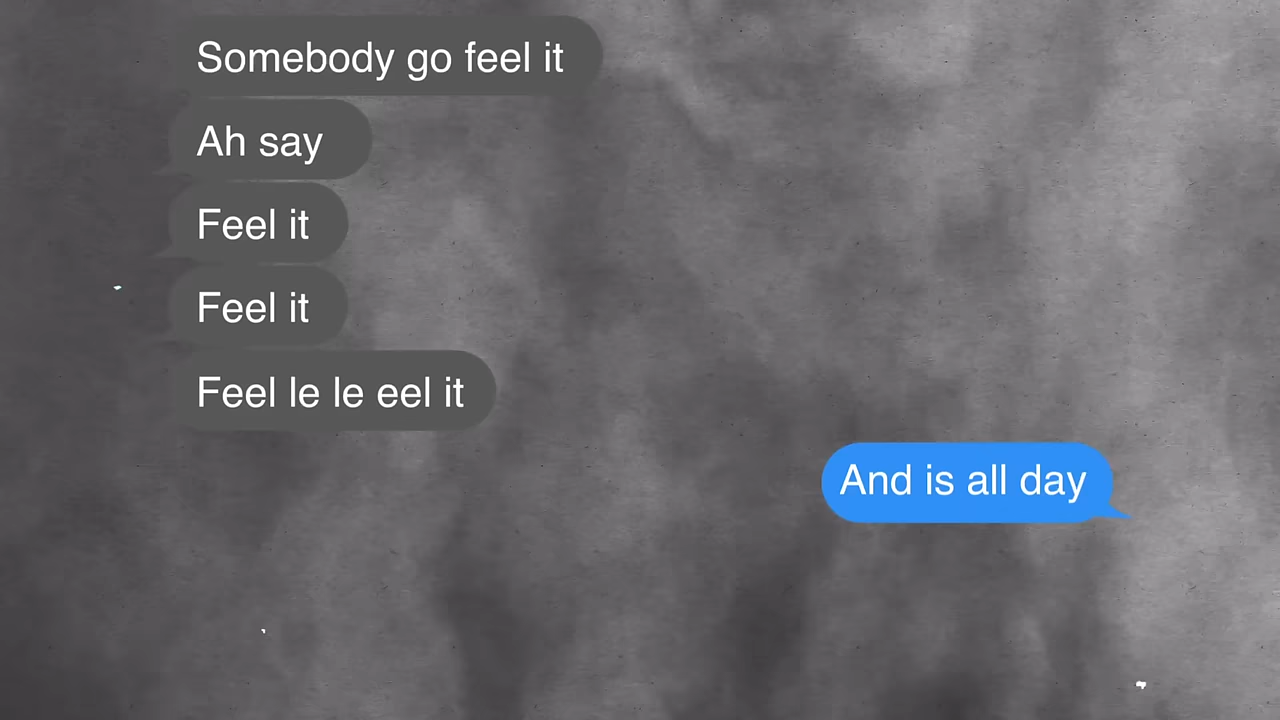 Somebody go feel it
Ah say
Feel it
Feel it
Feel le le eel it
And is all day